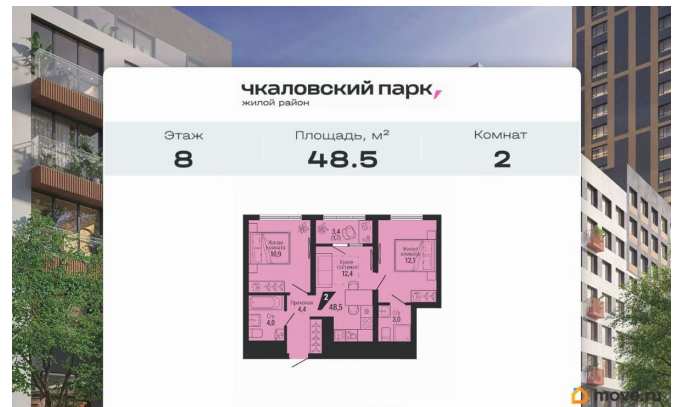 чкаловский парк,
жилой район
Этаж
8
Площадь, м²
48.5
Комнат
2
3,4
(1,7)
Жилая
комната
10,9
Жилая
комната
12,1
Кухня
гостиная
12,4
Прихожая
4,4
2
48,5
С/у
4,0
С/у
3,0
move.ru